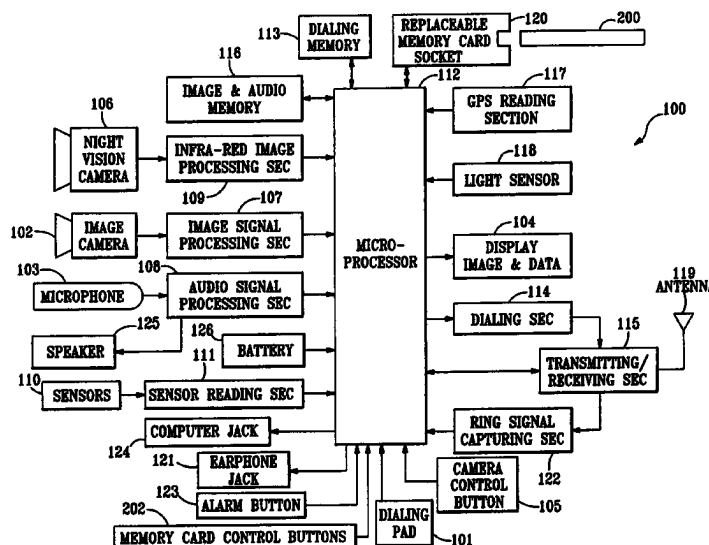 113
DIALING
MEMORY
REPLACEABLE
MEMORY CARD
SOCKET
120
200
116
IMAGE & AUDIO
MEMORY
112
117
GPS READING
SECTION
100
106
NIGHT
VISION
CAMERA
INFRA-RED IMAGE
PROCESSING SEC
109
118
LIGHT SENSOR
107
102
IMAGE
CAMERA
IMAGE SIGNAL
PROCESSING SEC
MICRO-
PROCESSOR
104
DISPLAY
IMAGE & DATA
103
MICROPHONE
108
AUDIO SIGNAL
PROCESSING SEC
114
DIALING SEC
119
ANTENNA
125
SPEAKER
126
BATTERY
115
TRANSMITTING/
RECEIVING SEC
110
SENSORS
111
SENSOR READING SEC
COMPUTER JACK
124
RING SIGNAL
CAPTURING SEC
122
121
EARPHONE
JACK
123
ALARM BUTTON
CAMERA
CONTROL
BUTTON
105
202
MEMORY CARD CONTROL BUTTONS
DIALING
PAD
101